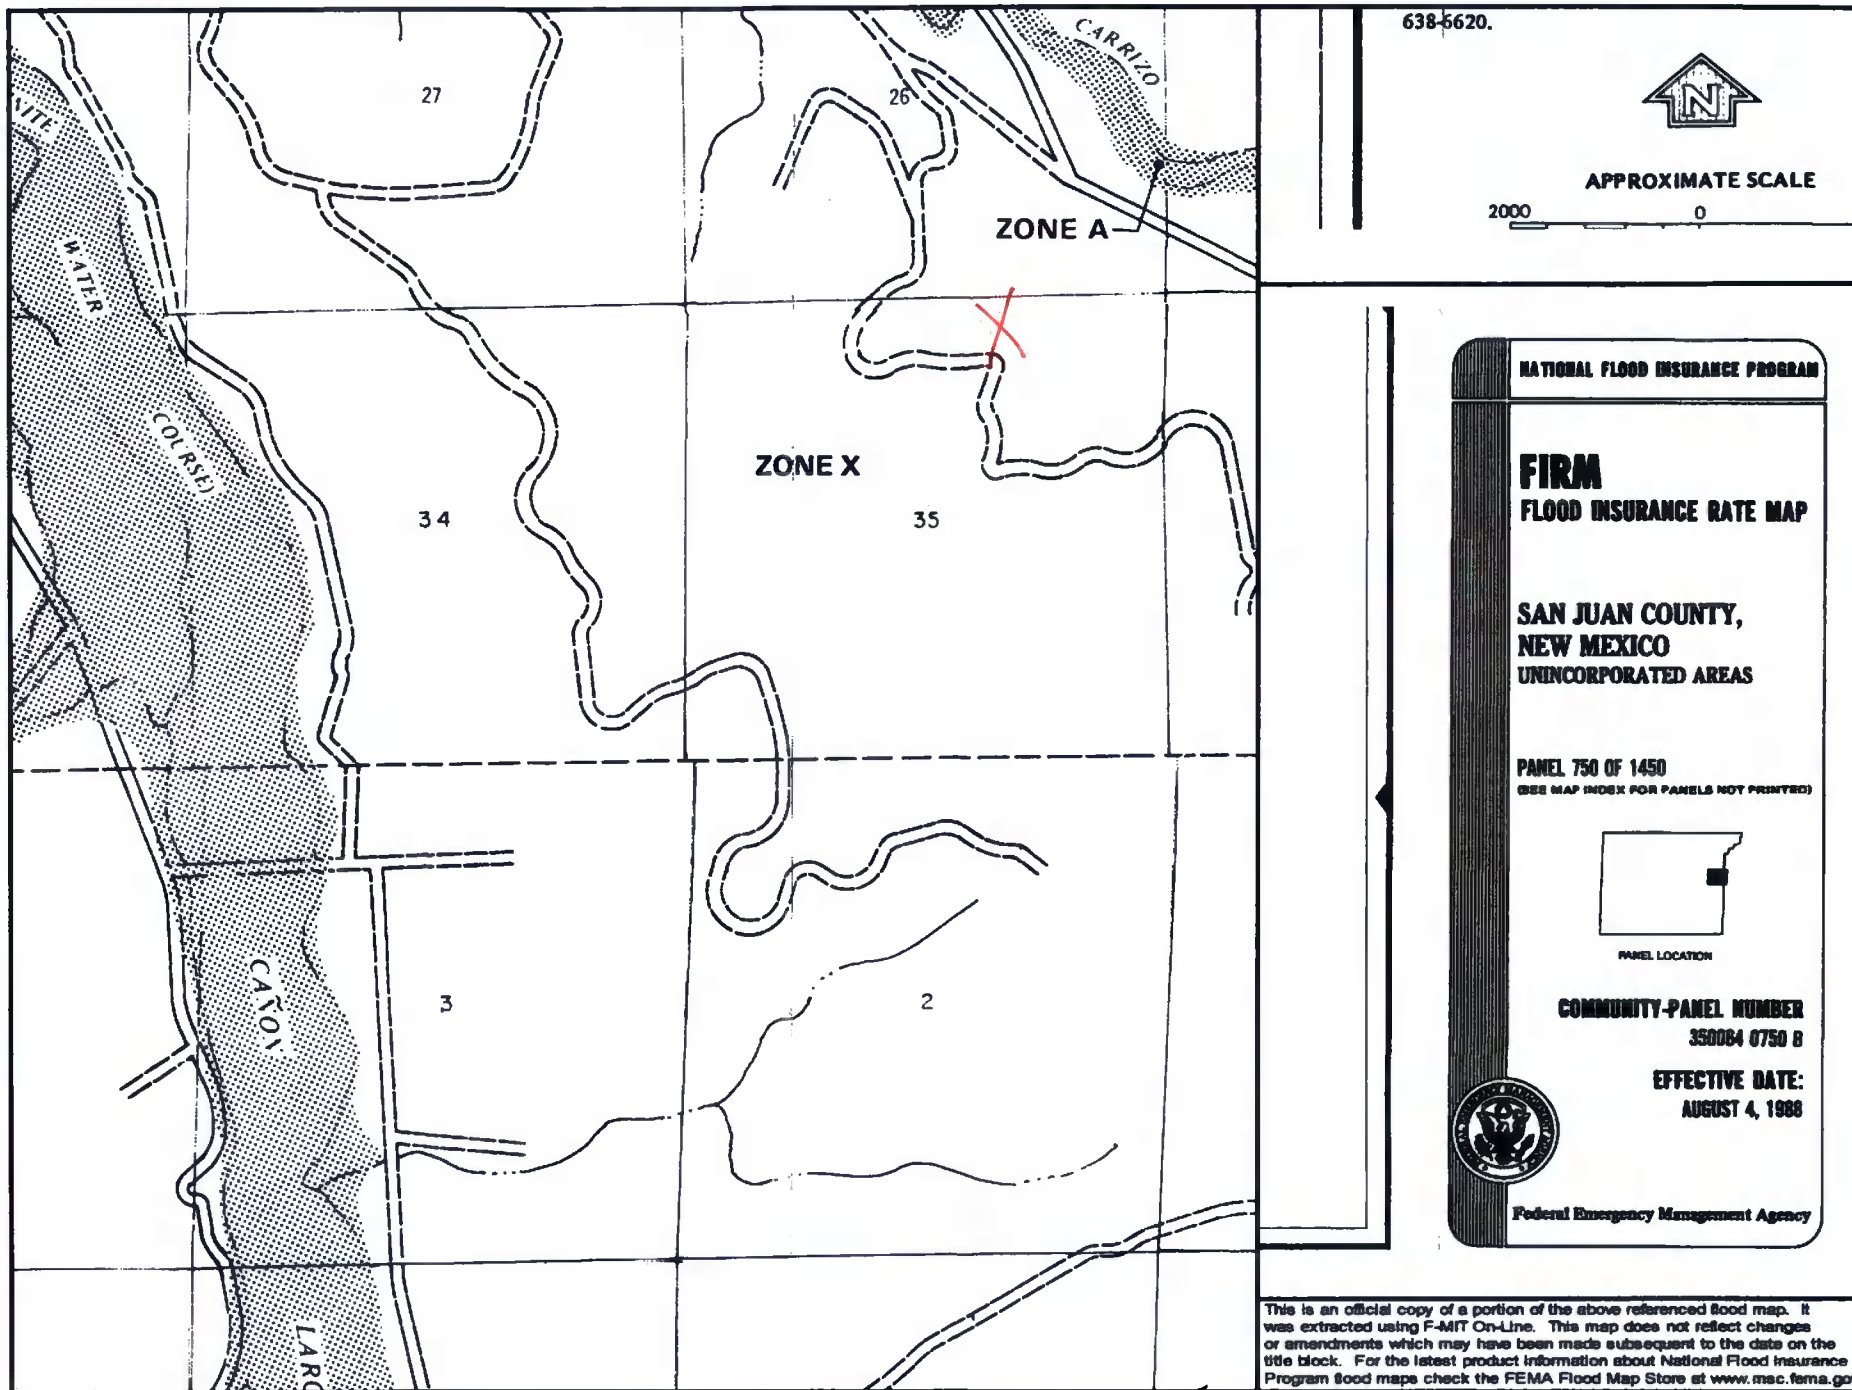 27
26
CARRIZO
NITE
WATER
COURSE)
ZONE A
ZONE X
34
35
3
2
CAÑON
LARG
638-6620.
N
APPROXIMATE SCALE
2000 0
NATIONAL FLOOD INSURANCE PROGRAM
FIRM
FLOOD INSURANCE RATE MAP
SAN JUAN COUNTY,
NEW MEXICO
UNINCORPORATED AREAS
PANEL 750 OF 1450
(SEE MAP INDEX FOR PANELS NOT PRINTED)
PANEL LOCATION
COMMUNITY-PANEL NUMBER
350064 0750 B
EFFECTIVE DATE:
AUGUST 4, 1988
Federal Emergency Management Agency
This is an official copy of a portion of the above referenced flood map. It
was extracted using F-MIT On-Line. This map does not reflect changes
or amendments which may have been made subsequent to the date on the
title block. For the latest product information about National Flood Insurance
Program flood maps check the FEMA Flood Map Store at www.msc.fema.go